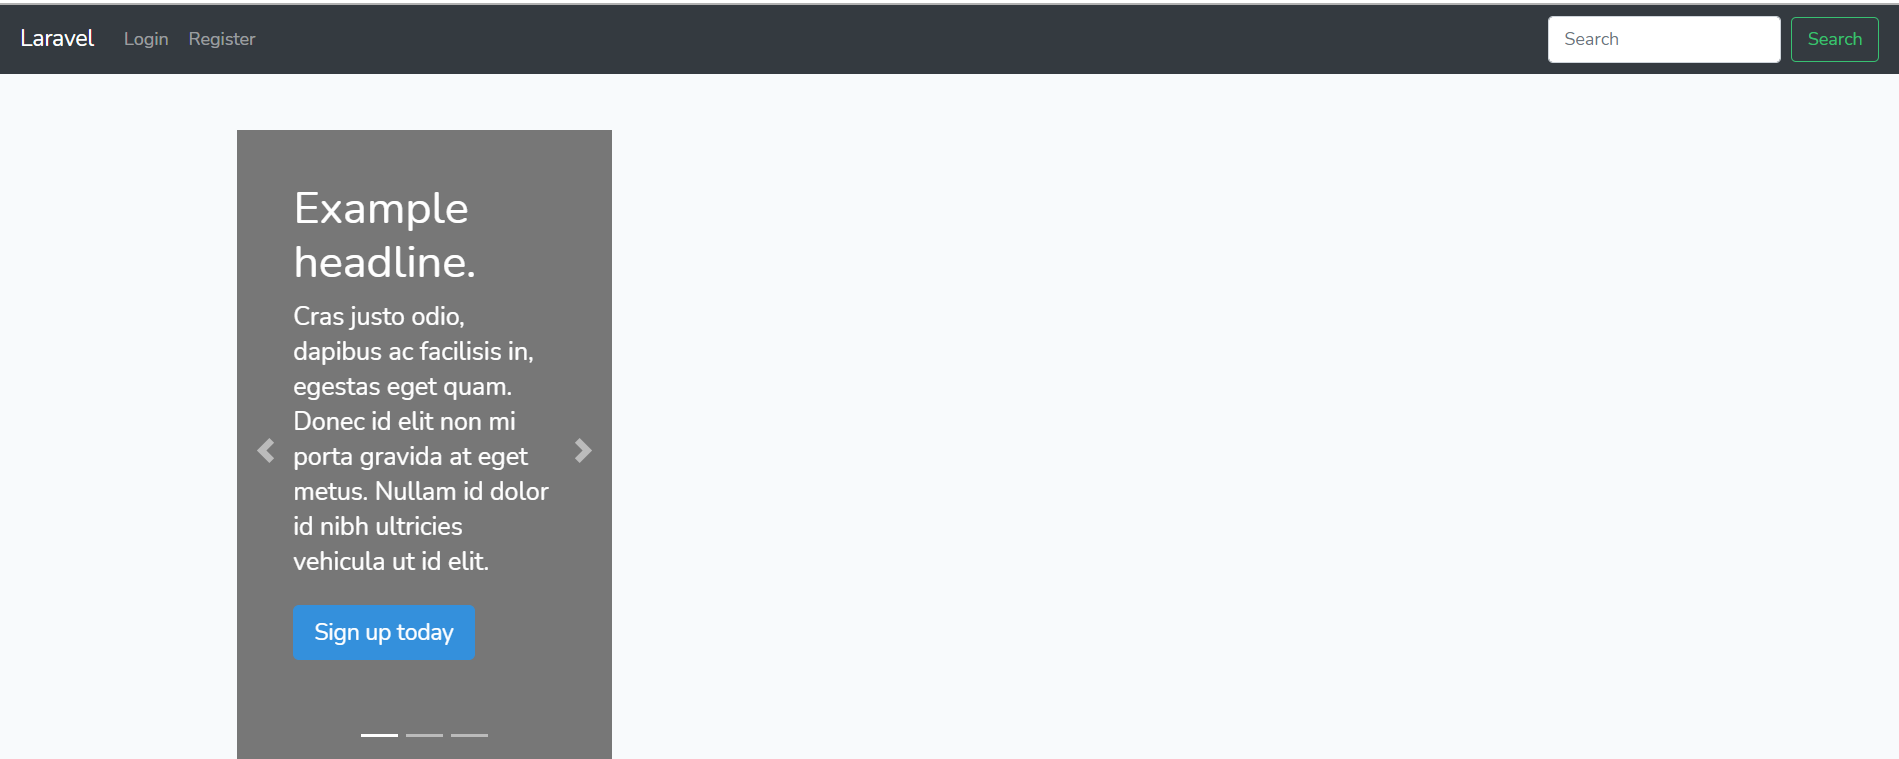 Laravel Login Register Search Search
Example
headline.
Cras justo odio,
dapibus ac facilisis in,
egestas eget quam.
Donec id elit non mi
porta gravida at eget
metus. Nullam id dolor
id nibh ultricies
vehicula ut id elit.
Sign up today